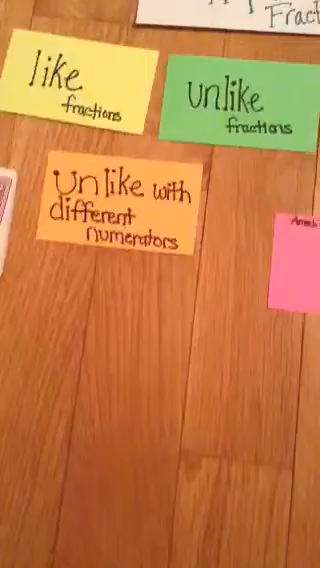 Fract
like
fractions
Unlike
fractions
Unlike with
different
numerators